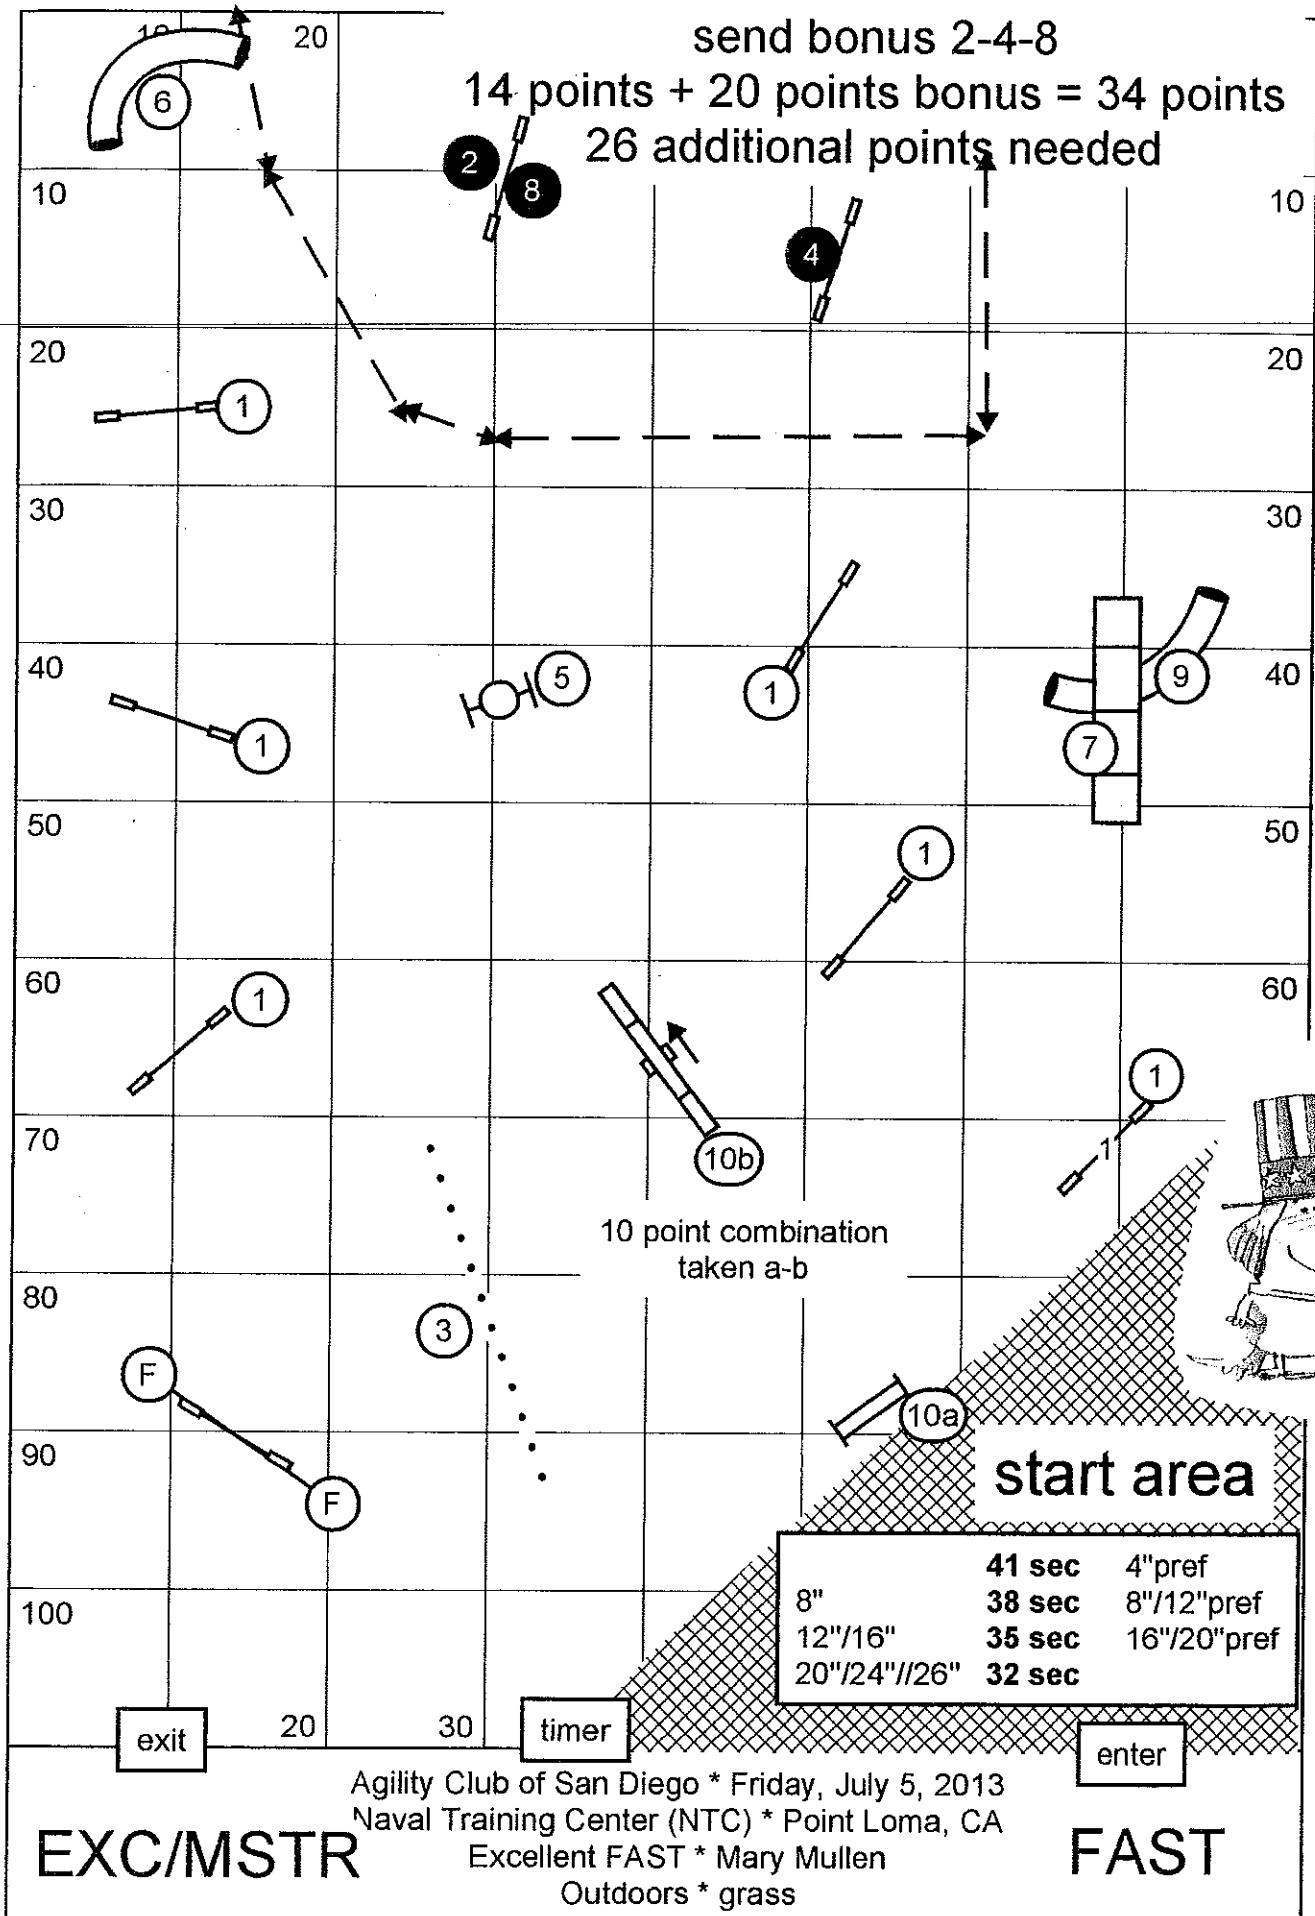 send bonus 2-4-8
14 points + 20 points bonus = 34 points
26 additional points needed
20
6
2
8
10
10
4
20
20
1
30
30
40
5
1
9
40
1
7
50
1
50
60
1
60
1
70
10b
1
10 point combination
taken a-b
80
3
F
10a
90
start area
F
41 sec 4"pref
8" 38 sec 8"/12"pref
100
12"/16" 35 sec 16"/20"pref
20"/24"//26" 32 sec
exit
20
30
timer
enter
Agility Club of San Diego * Friday, July 5, 2013
Naval Training Center (NTC) * Point Loma, CA
EXC/MSTR
Excellent FAST * Mary Mullen
FAST
Outdoors * grass